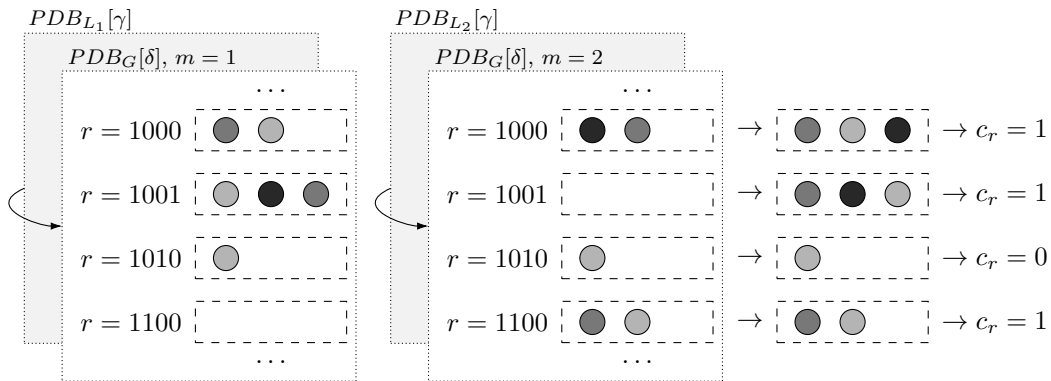 PDB_{L_1}[γ] PDB_{L_2}[γ]
PDB_G[δ], m = 1 PDB_G[δ], m = 2
... ...
r = 1000 r = 1000 → → c_r = 1
r = 1001 r = 1001 → → c_r = 1
r = 1010 r = 1010 → → c_r = 0
r = 1100 r = 1100 → → c_r = 1
... ...